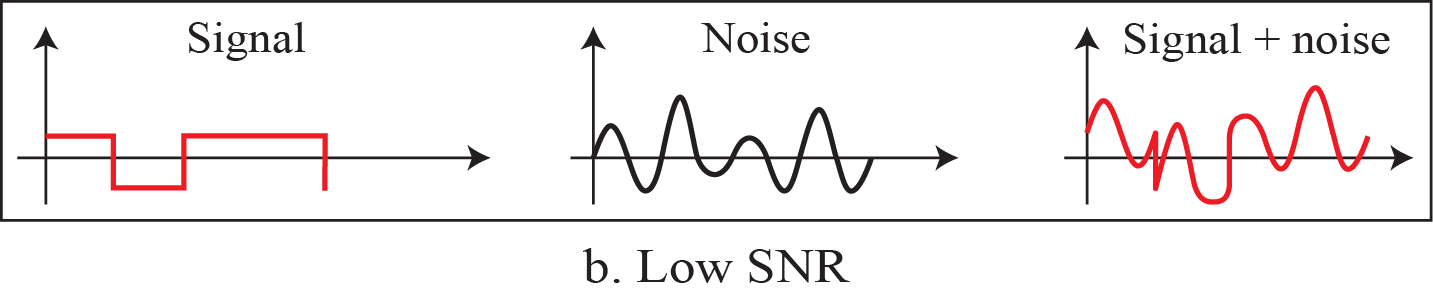 Signal
Noise
Signal + noise
b. Low SNR